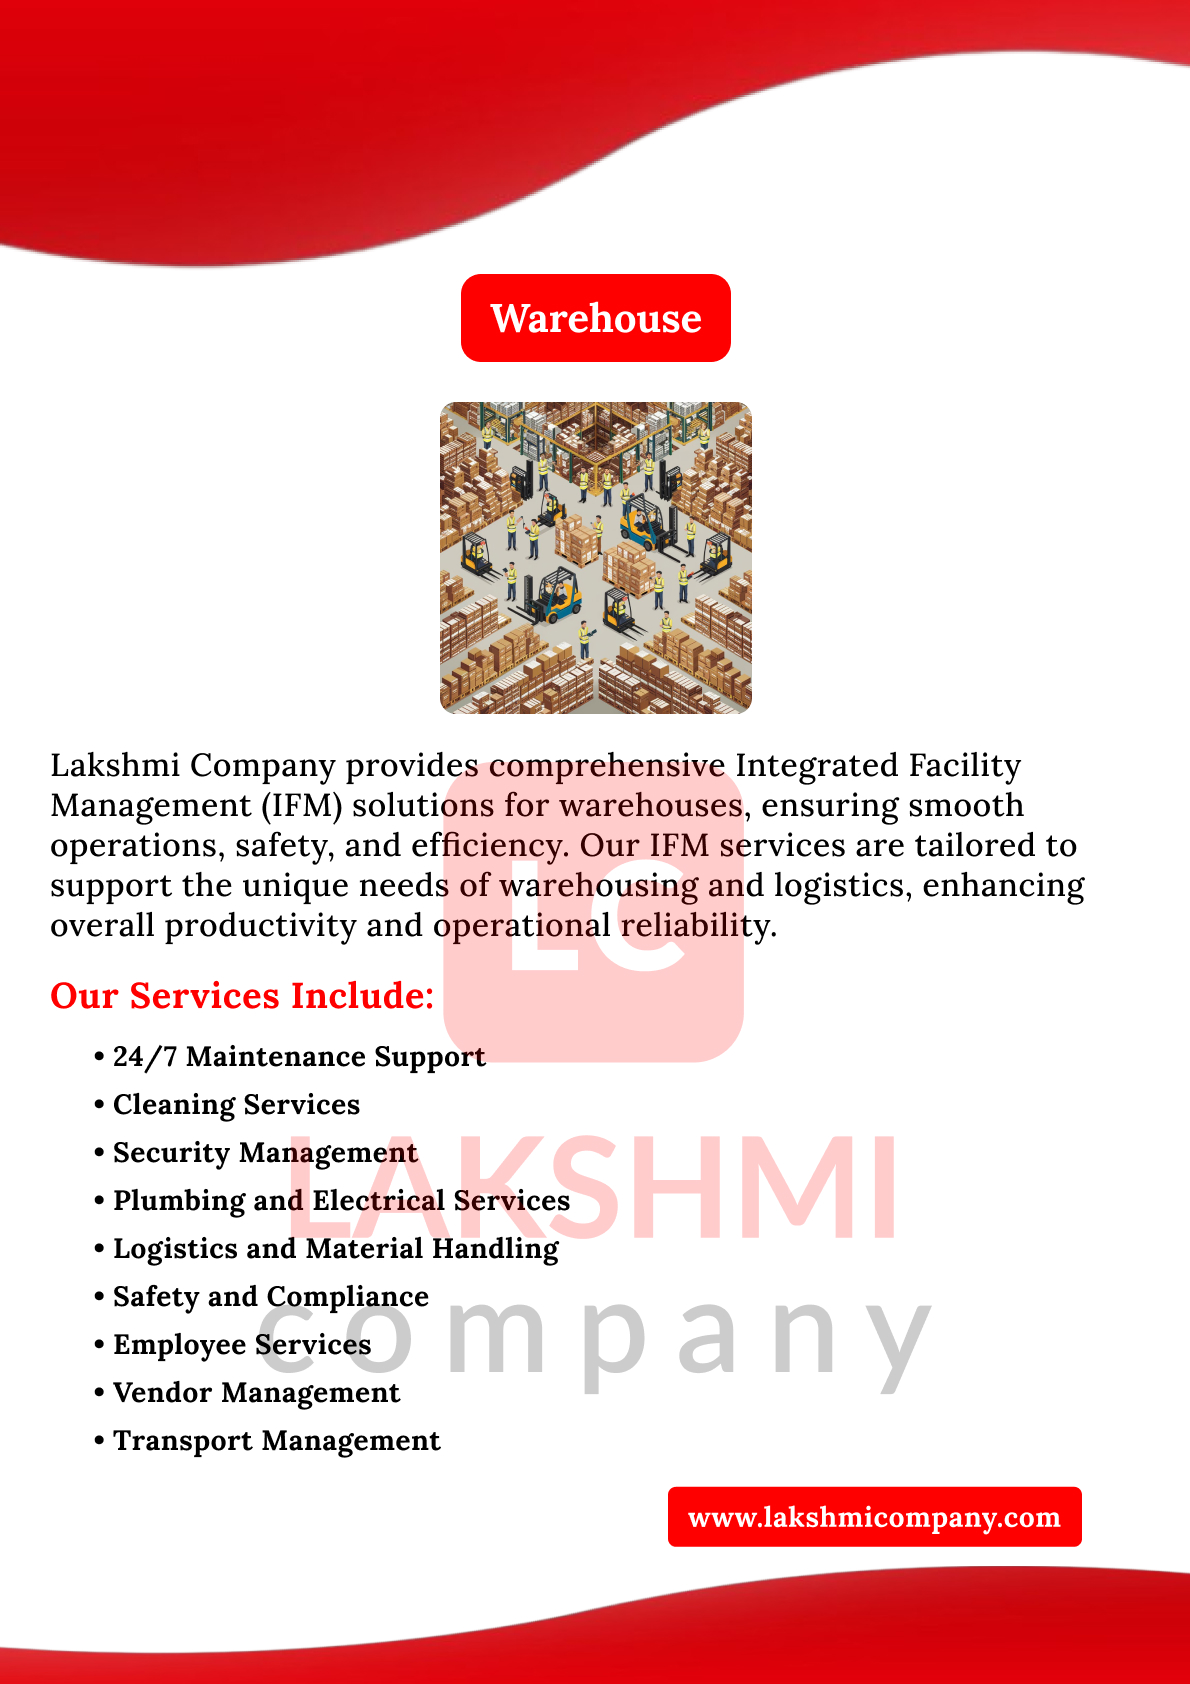 Warehouse
Lakshmi Company provides comprehensive Integrated Facility
Management (IFM) solutions for warehouses, ensuring smooth
operations, safety, and efficiency. Our IFM services are tailored to
support the unique needs of warehousing and logistics, enhancing
overall productivity and operational reliability.
LC
Our Services Include:
• 24/7 Maintenance Support
• Cleaning Services
• Security Management
• Plumbing and Electrical Services
• Logistics and Material Handling
• Safety and Compliance
• Employee Services
• Vendor Management
• Transport Management
LAKSHMI
company
www.lakshmicompany.com